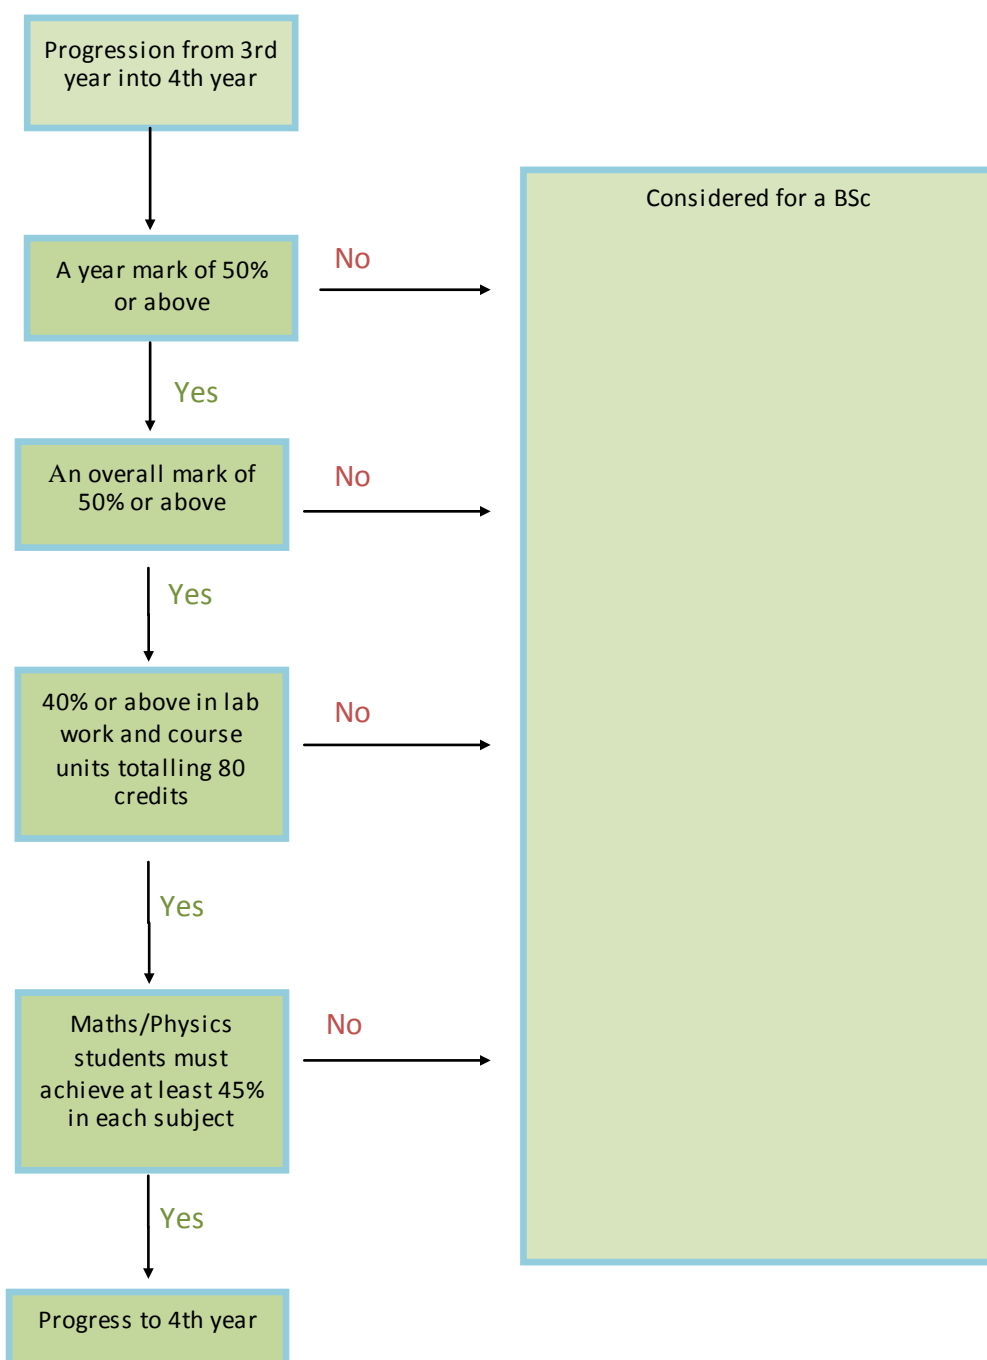 Progression from 3rd
year into 4th year
Considered for a BSc
A year mark of 50%
or above
No
Yes
An overall mark of
50% or above
No
Yes
40% or above in lab
work and course
units totalling 80
credits
No
Yes
Maths/Physics
students must
achieve at least 45%
in each subject
No
Yes
Progress to 4th year